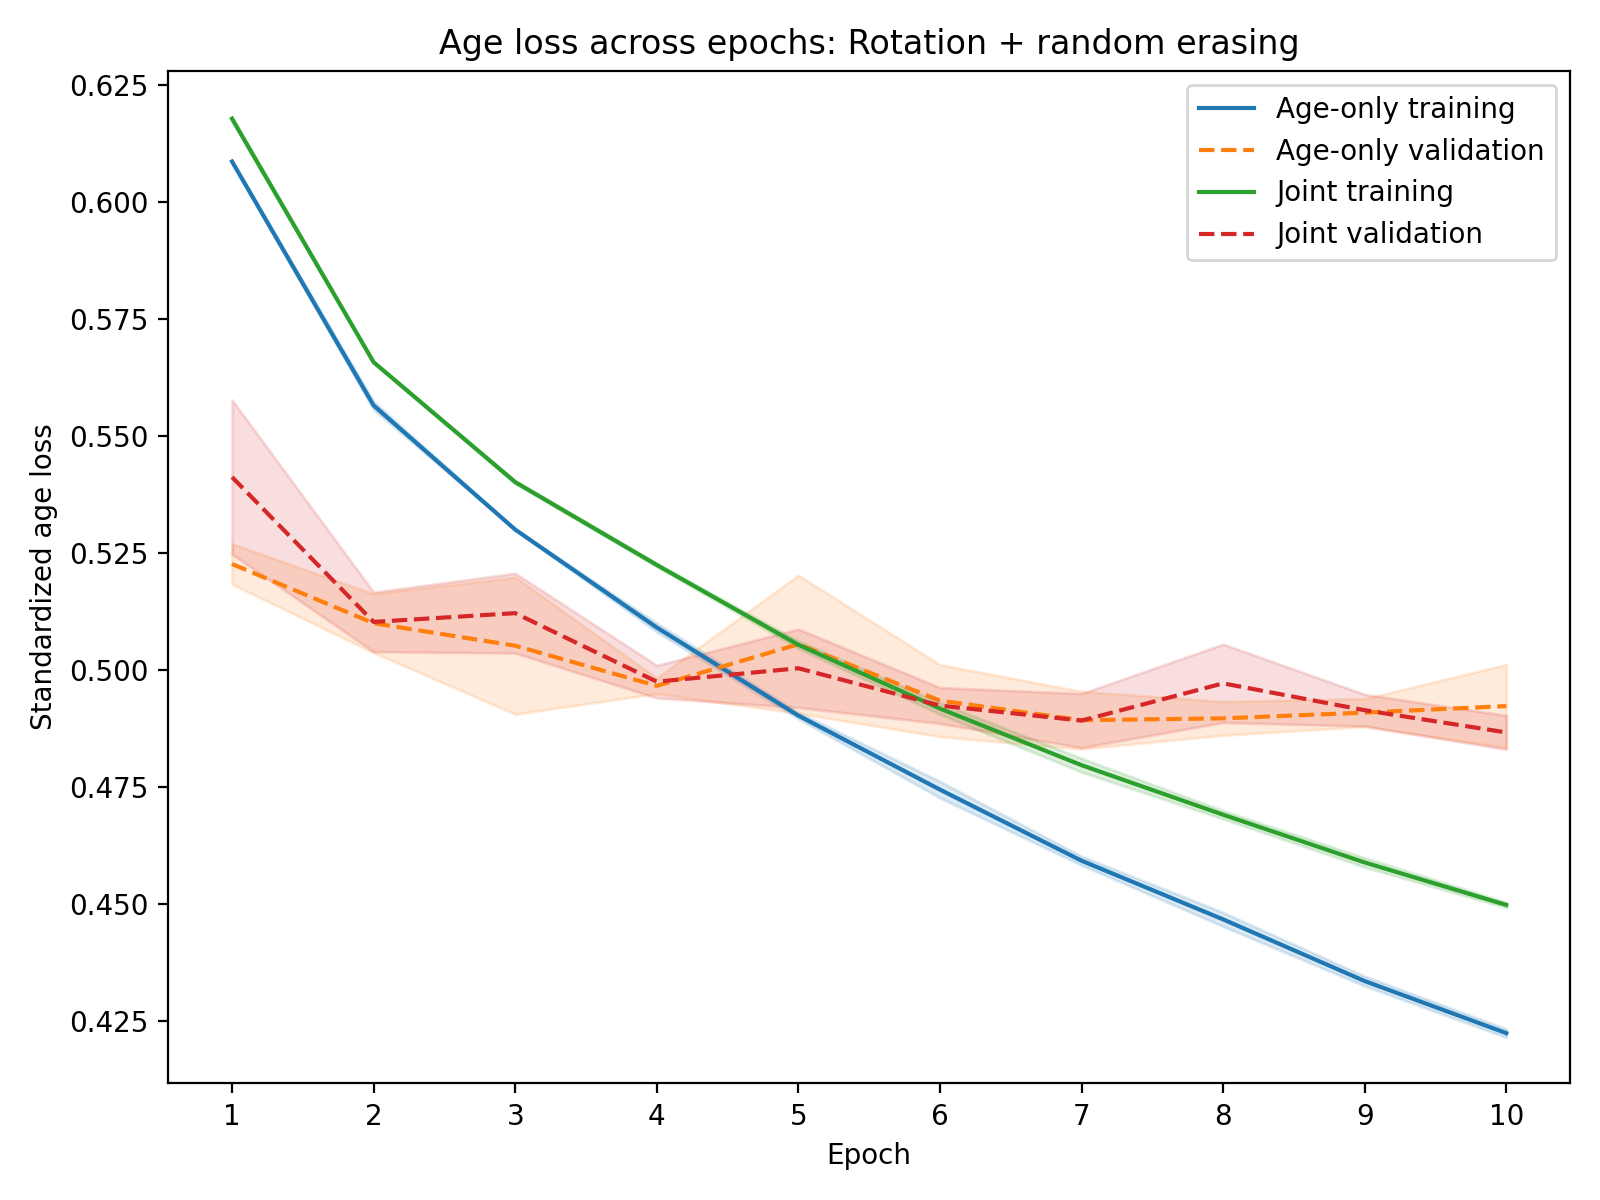 Age loss across epochs: Rotation + random erasing
Standardized age loss
0.625
0.600
0.575
0.550
0.525
0.500
0.475
0.450
0.425
Age-only training
Age-only validation
Joint training
Joint validation
1 2 3 4 5 6 7 8 9 10
Epoch